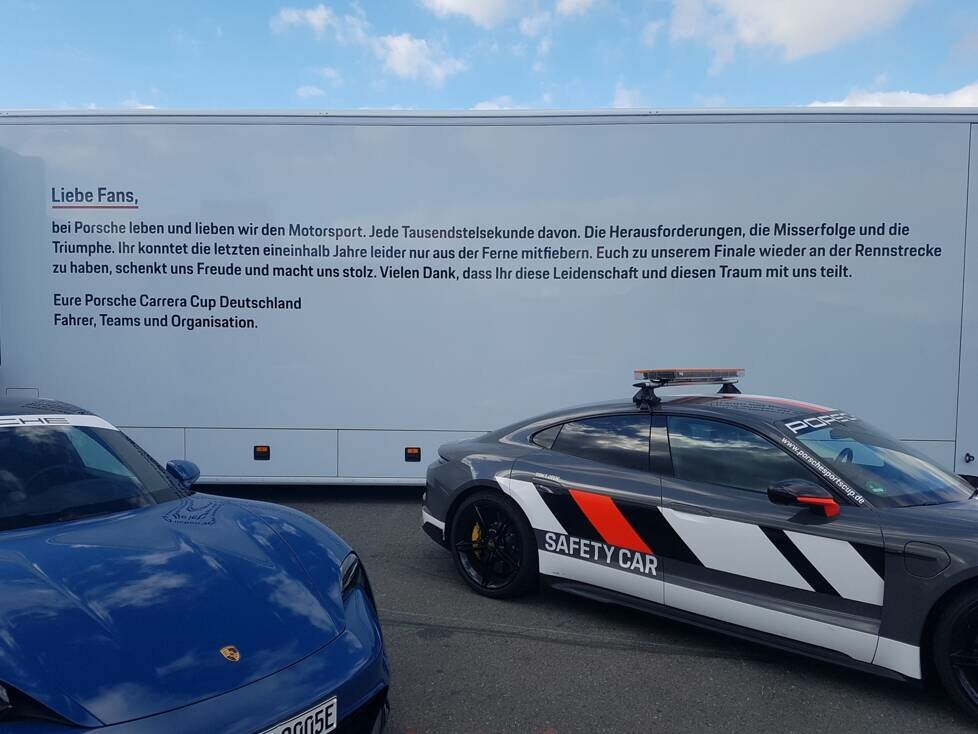 Liebe Fans,
bei Porsche leben und lieben wir den Motorsport. Jede Tausendstelsekunde davon. Die Herausforderungen, die Misserfolge und die
Triumphe. Ihr konntet die letzten eineinhalb Jahre leider nur aus der Ferne mitfiebern. Euch zu unserem Finale wieder an der Rennstrecke
zu haben, schenkt uns Freude und macht uns stolz. Vielen Dank, dass Ihr diese Leidenschaft und diesen Traum mit uns teilt.
Eure Porsche Carrera Cup Deutschland
Fahrer, Teams und Organisation.
PORSCHE
www.porschesportscup.de
SCHE
SAFETY CAR
005E